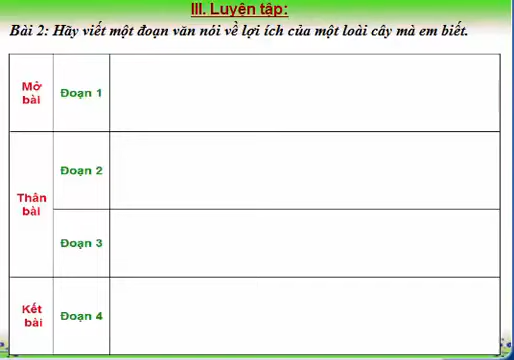 III. Luyện tập:
Bài 2: Hãy viết một đoạn văn nói về lợi ích của một loài cây mà em biết.
Mở
bài
Đoạn 1
Thân
bài
Đoạn 2
Đoạn 3
Kết
bài
Đoạn 4